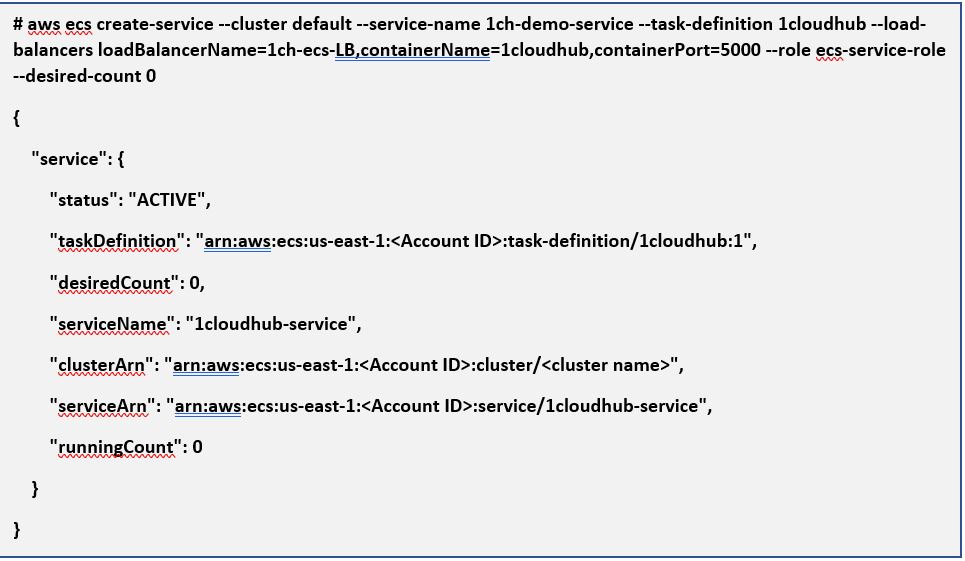 # aws ecs create-service --cluster default --service-name 1ch-demo-service --task-definition 1cloudhub --load-
balancers loadBalancerName=1ch-ecs-LB,containerName=1cloudhub,containerPort=5000 --role ecs-service-role
--desired-count 0
{
"service": {
"status": "ACTIVE",
"taskDefinition": "arn:aws:ecs:us-east-1:<Account ID>:task-definition/1cloudhub:1",
"desiredCount": 0,
"serviceName": "1cloudhub-service",
"clusterArn": "arn:aws:ecs:us-east-1:<Account ID>:cluster/<cluster name>",
"serviceArn": "arn:aws:ecs:us-east-1:<Account ID>:service/1cloudhub-service",
"runningCount": 0
}
}